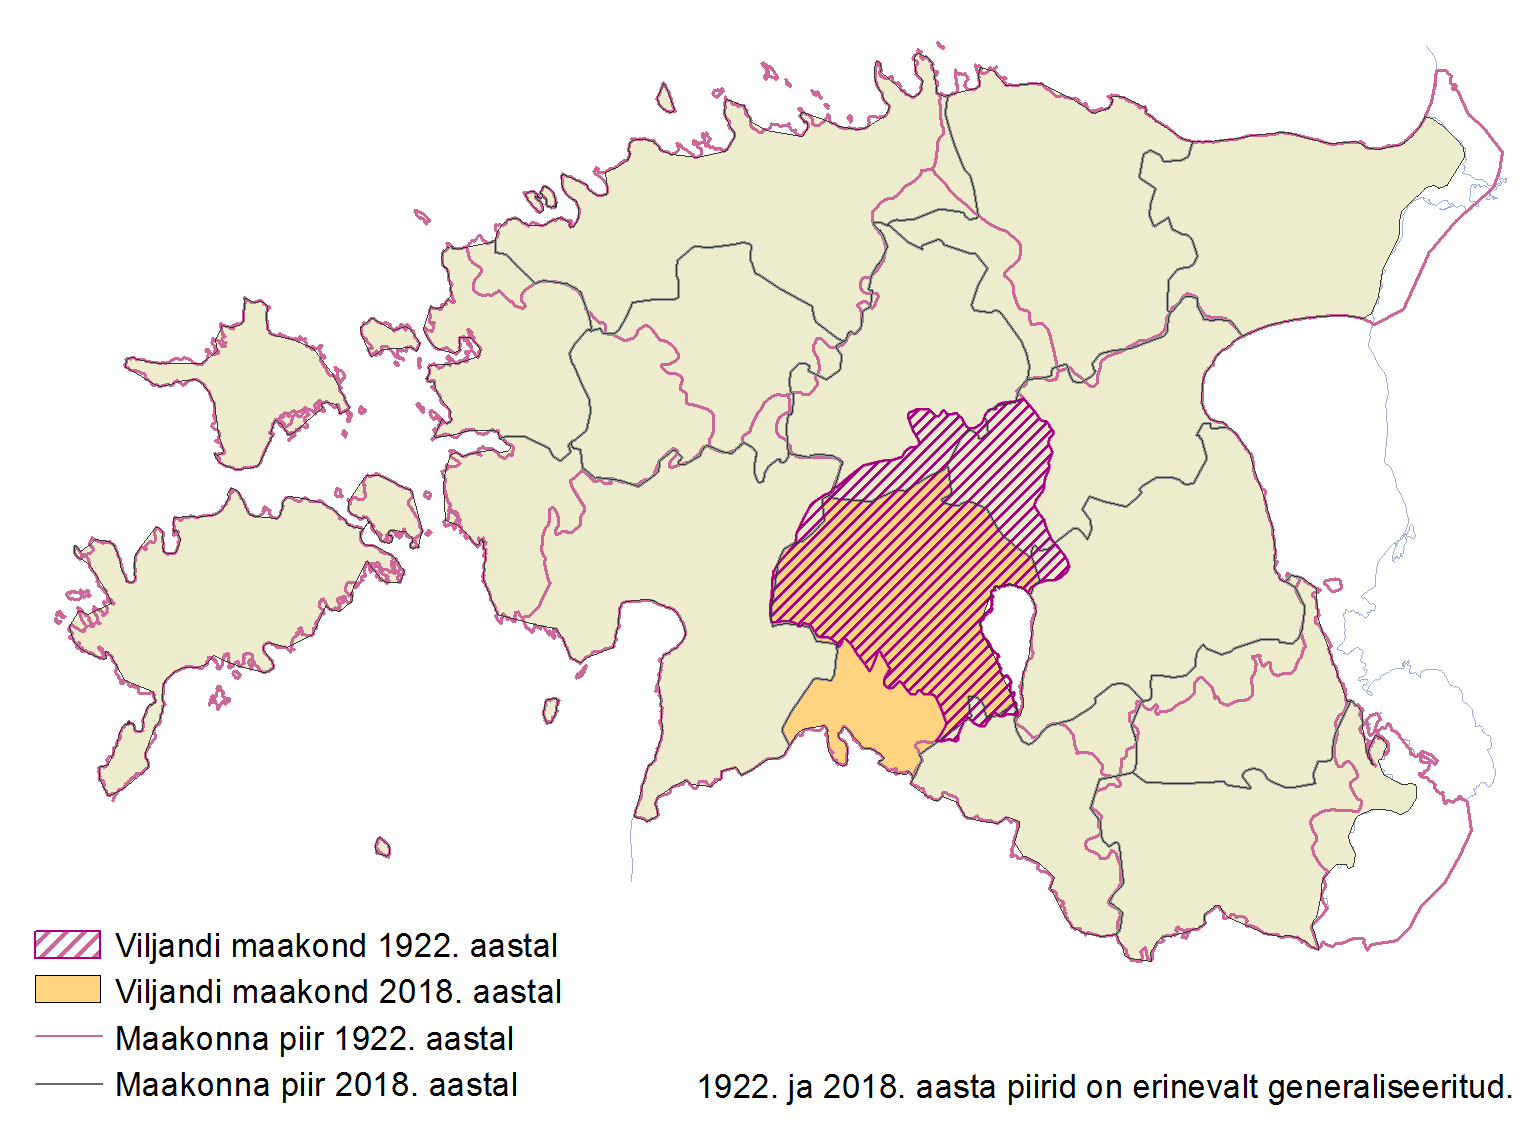 Viljandi maakond 1922. aastal
Viljandi maakond 2018. aastal
Maakonna piir 1922. aastal
Maakonna piir 2018. aastal
1922. ja 2018. aasta piirid on erinevalt generaliseeritud.